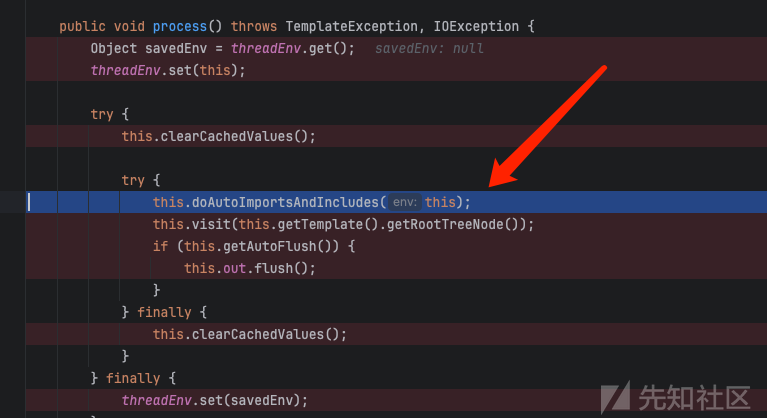 public void process() throws TemplateException, IOException {
Object savedEnv = threadEnv.get(); savedEnv: null
threadEnv.set(this);
try {
this.clearCachedValues();
try {
this.doAutoImportsAndIncludes( env: this);
this.visit(this.getTemplate().getRootTreeNode());
if (this.getAutoFlush()) {
this.out.flush();
}
} finally {
this.clearCachedValues();
}
} finally {
threadEnv.set(savedEnv);
}
先知社区